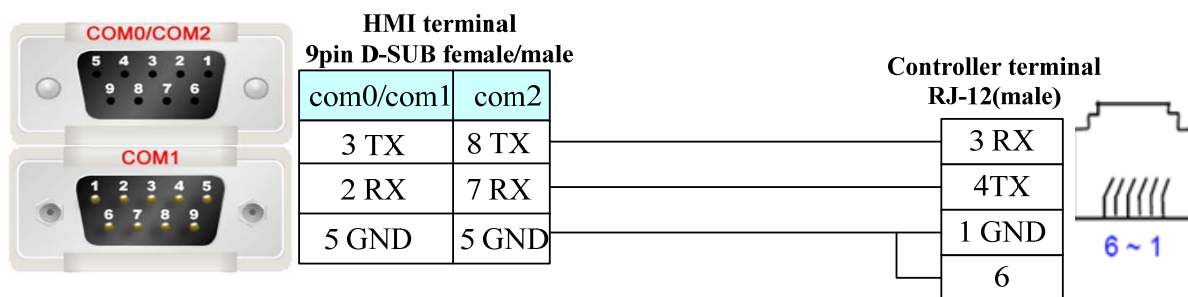 COM0/COM2
5 4 3 2 1
9 8 7 6
COM1
1 2 3 4 5
6 7 8 9
HMI terminal
9pin D-SUB female/male
com0/com1 com2
3 TX 8 TX
2 RX 7 RX
5 GND 5 GND
Controller terminal
RJ-12(male)
3 RX
4TX
1 GND
6
6 ~ 1